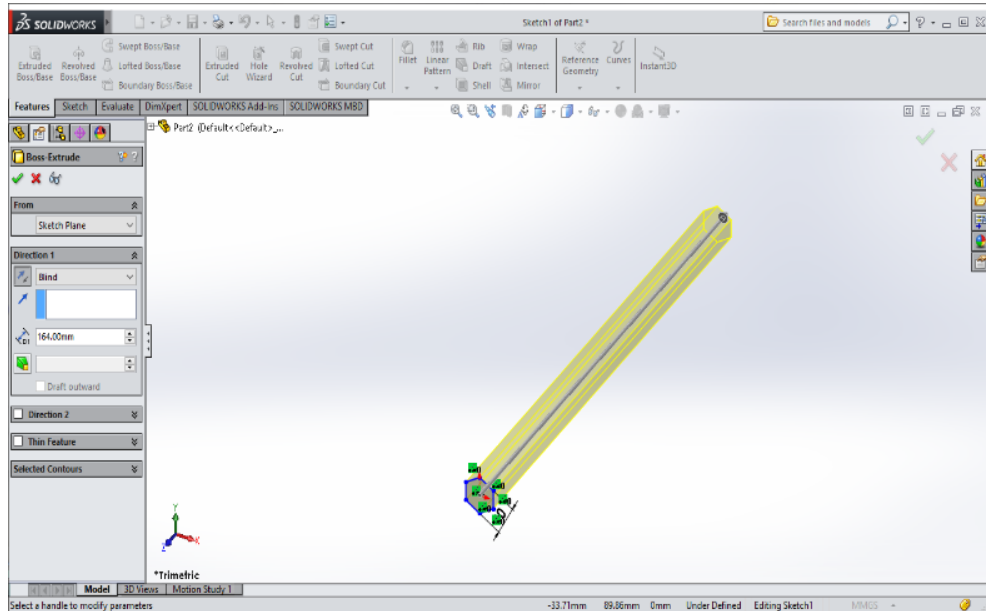 SOLIDWORKS
Sketch1 of Part2 *
Search files and models
Extruded Boss/Base
Revolved Boss/Base
Swept Boss/Base
Lofted Boss/Base
Boundary Boss/Base
Extruded Cut
Hole Wizard
Revolved Cut
Swept Cut
Lofted Cut
Boundary Cut
Fillet
Linear Pattern
Rib
Draft
Shell
Wrap
Intersect
Mirror
Reference Geometry
Curves
Instant3D
Features Sketch Evaluate DimXpert SOLIDWORKS Add-Ins SOLIDWORKS MBD
Part2 (Default<<Default>_...
Boss-Extrude
From
Sketch Plane
Direction 1
Blind
D1
164.00mm
Draft outward
Direction 2
Thin Feature
Selected Contours
Y
X
Z
*Trimetric
Model 3D Views Motion Study 1
Select a handle to modify parameters
-33.71mm 89.86mm 0mm Under Defined Editing Sketch1 MMGS